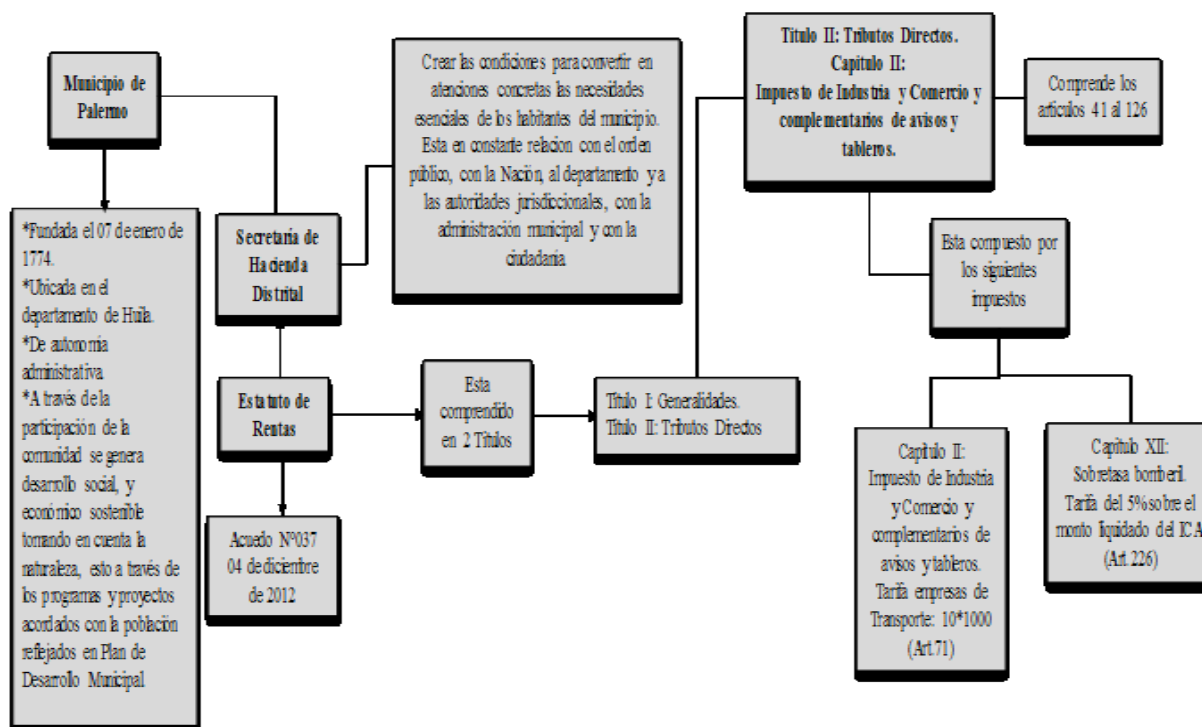 Municipio de
Palermo
*Fundada el 07 de enero de
1774.
*Ubicada en el
departamento de Huila.
*De autonomia
administrativa
*A través de la
participación de la
comunidad se genera
desarrollo social, y
económico sostenible
tomando en cuenta la
naturaleza, esto a través de
los programas y proyectos
acordados con la población
reflejados en Plan de
Desarrollo Municipal
Secretaría de
Hacienda
Distrital
Crear las condiciones para convertir en
atenciones concretas las necesidades
esenciales de los habitantes del municipio.
Esta en constante relacion con el orden
público, con la Nación, al departamento y a
las autoridades jurisdiccionales, con la
administración municipal y con la
ciudadania
Estatuto de
Rentas
Acuedo N°037
04 de diciembre
de 2012
Esta
comprendido
en 2 Títulos
Título I: Generalidades.
Título II: Tributos Directos
Titulo II: Tributos Directos.
Capitulo II:
Impuesto de Industria y Comercio y
complementarios de avisos y
tableros.
Comprende los
artículos 41 al 126
Esta compuesto por
los siguientes
impuestos
Capítulo II:
Impuesto de Industria
y Comercio y
complementarios de
avisos y tableros.
Tarifa empresas de
Transporte: 10*1000
(Art.71)
Capítulo XII:
Sobretasa bomberil.
Tarifa del 5% sobre el
monto liquidado del ICA
(Art.226)